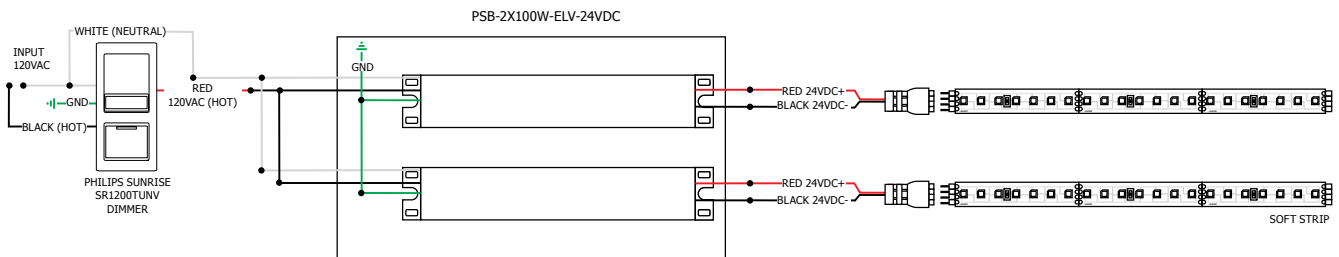 PSB-2X100W-ELV-24VDC
WHITE (NEUTRAL)
INPUT
120VAC
GND
BLACK (HOT)
RED
120VAC (HOT)
PHILIPS SUNRISE
SR1200TUNV
DIMMER
GND
RED 24VDC+
BLACK 24VDC-
RED 24VDC+
BLACK 24VDC-
SOFT STRIP